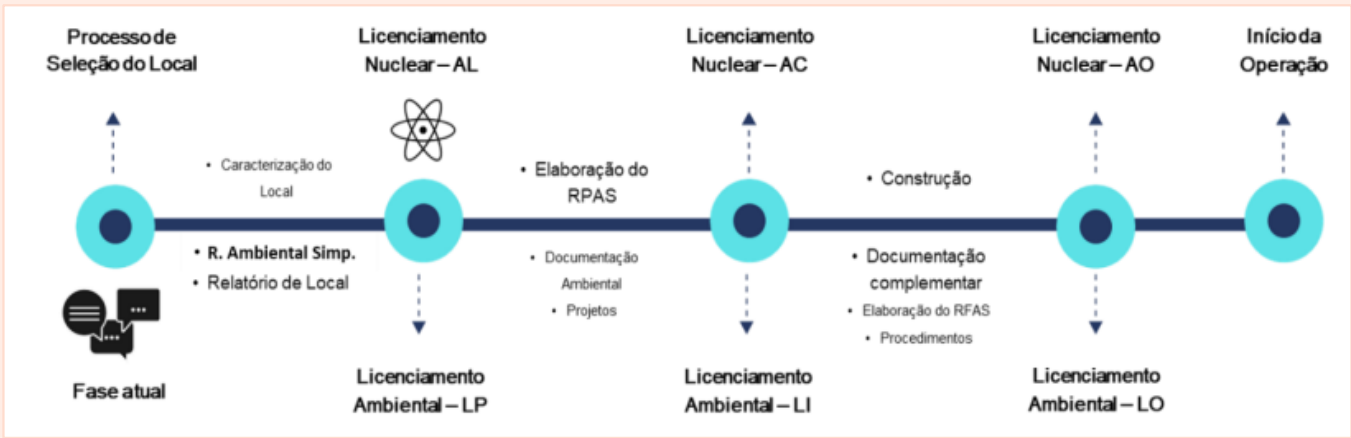 Processo de
Seleção do Local
Licenciamento
Nuclear – AL
Licenciamento
Nuclear – AC
Licenciamento
Nuclear – AO
Início da
Operação
• Caracterização do
Local
• Elaboração do
RPAS
• Construção
• R. Ambiental Simp.
• Relatório de Local
• Documentação
Ambiental
• Projetos
• Documentação
complementar
• Elaboração do RFAS
• Procedimentos
Fase atual
Licenciamento
Ambiental – LP
Licenciamento
Ambiental – LI
Licenciamento
Ambiental – LO